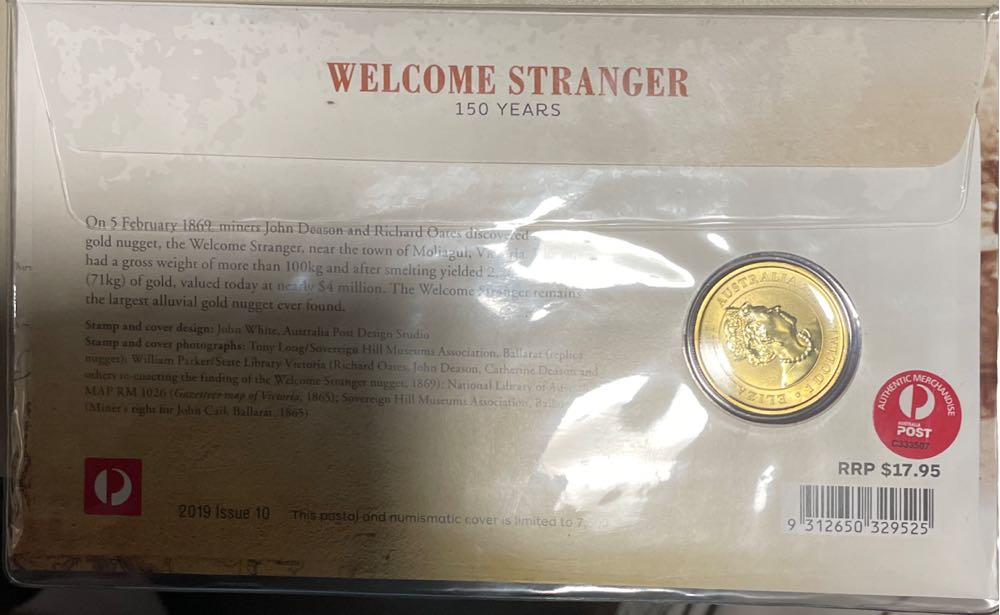 WELCOME STRANGER
150 YEARS
On 5 February 1869, miners John Deason and Richard Oates discovered
gold nugget, the Welcome Stranger, near the town of Moliagul,
had a gross weight of more than 100kg and after smelting yielded 2,
(71kg) of gold, valued today at nearly $4 million. The Welcome Stranger remains
the largest alluvial gold nugget ever found.
Stamp and cover design: John White, Australia Post Design Studio
Stamp and cover photographs: Tony Long/Sovereign Hill Museums Association, Ballarat (replica
nugget); William Parker/State Library Victoria (Richard Oates, John Deason, Catherine Deason and
others re-enacting the finding of the Welcome Stranger nugget, 1869); National Library of
MAP RM 1026 (Gazetteer map of Victoria, 1865); Sovereign Hill Museums Association,
(Miner's right for John Cail, Ballarat, 1865)
AUSTRALIA
ELIZA
AUTHENTIC MERCHANDISE
AUSTRALIA
POST
C333507
RRP $17.95
2019 Issue 10
This postal and numismatic cover is limited to 7,
9 312650 329525